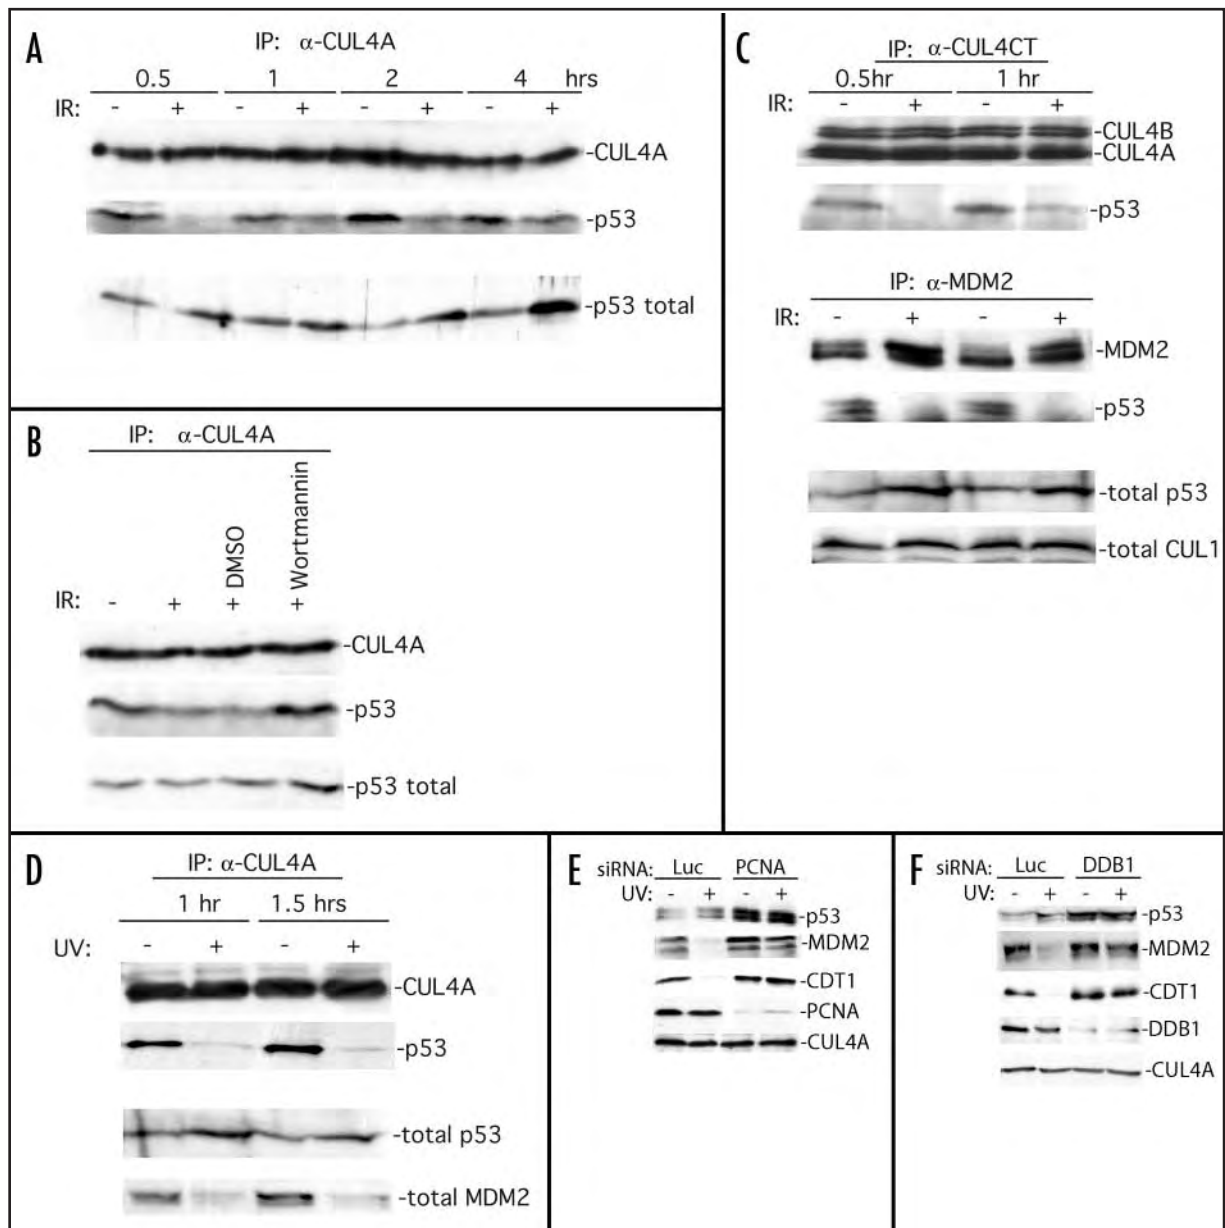 A
IP: α-CUL4A
0.5 1 2 4 hrs
IR: - + - + - + - +
-CUL4A
-p53
-p53 total
B
IP: α-CUL4A
DMSO
Wortmannin
IR: - + + +
-CUL4A
-p53
-p53 total
C
IP: α-CUL4CT
0.5hr 1 hr
IR: - + - +
-CUL4B
-CUL4A
-p53
IP: α-MDM2
IR: - + - +
-MDM2
-p53
-total p53
-total CUL1
D
IP: α-CUL4A
1 hr 1.5 hrs
UV: - + - +
-CUL4A
-p53
-total p53
-total MDM2
E
siRNA: Luc PCNA
UV: - + - +
-p53
-MDM2
-CDT1
-PCNA
-CUL4A
F
siRNA: Luc DDB1
UV: - + - +
-p53
-MDM2
-CDT1
-DDB1
-CUL4A